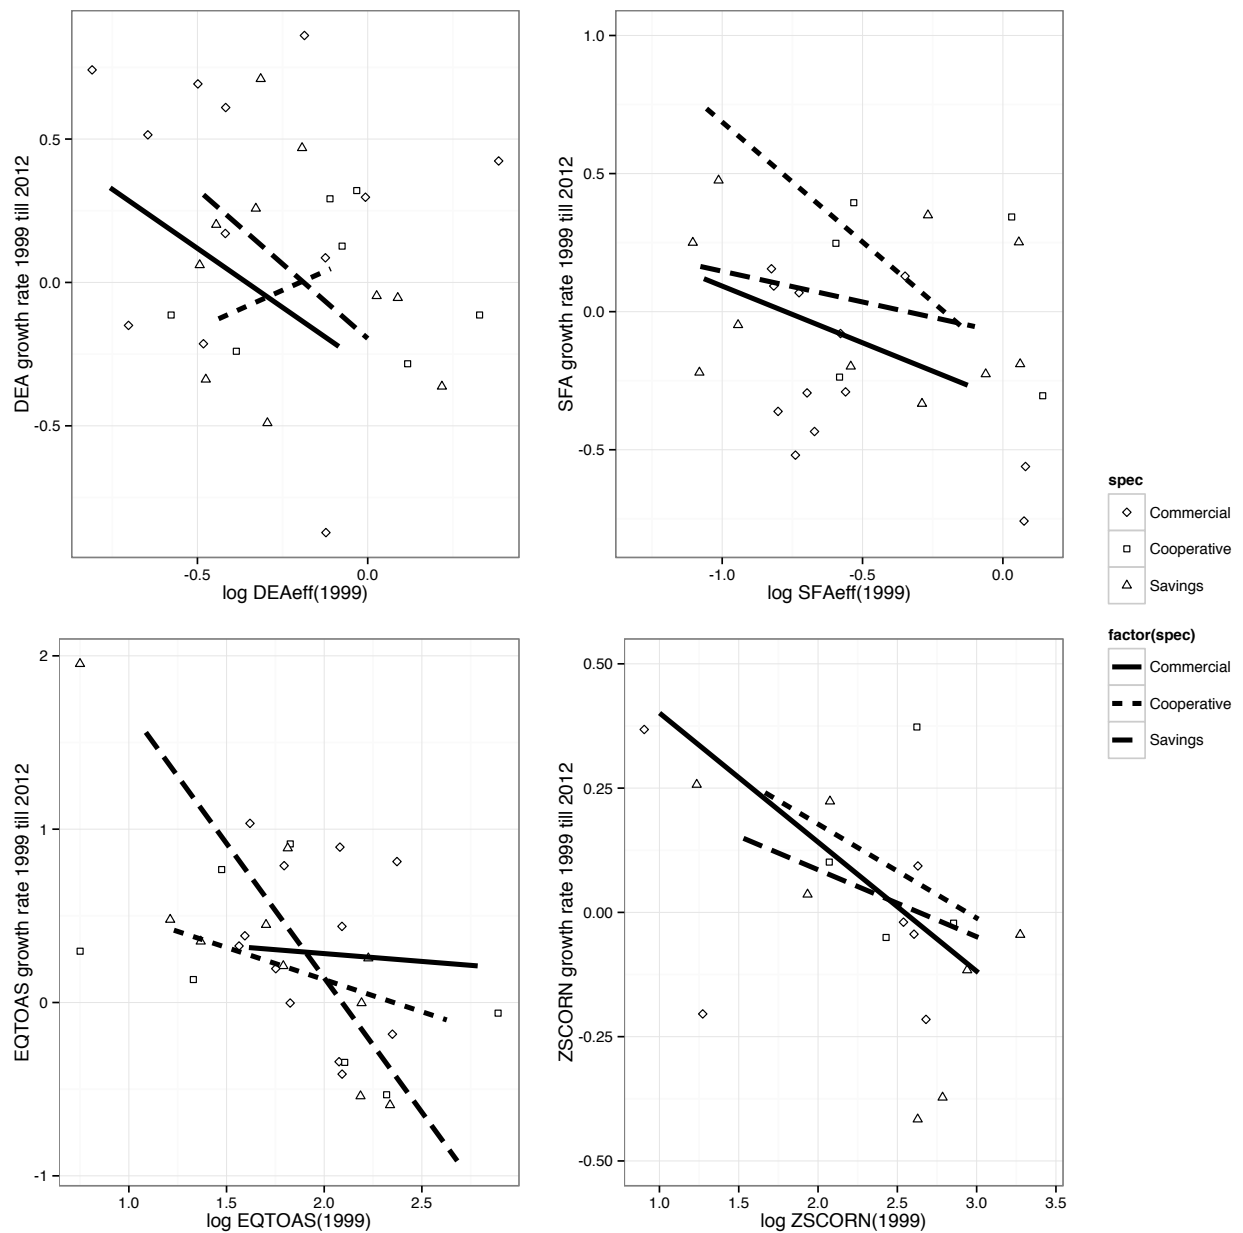 0.5
0.0
-0.5
DEA growth rate 1999 till 2012
-0.5 0.0
log DEAeff(1999)
1.0
0.5
0.0
-0.5
SFA growth rate 1999 till 2012
-1.0 -0.5 0.0
log SFAeff(1999)
spec
Commercial
Cooperative
Savings
factor(spec)
Commercial
Cooperative
Savings
2
1
0
-1
EQTOAS growth rate 1999 till 2012
1.0 1.5 2.0 2.5
log EQTOAS(1999)
0.50
0.25
0.00
-0.25
-0.50
ZSCORN growth rate 1999 till 2012
1.0 1.5 2.0 2.5 3.0 3.5
log ZSCORN(1999)